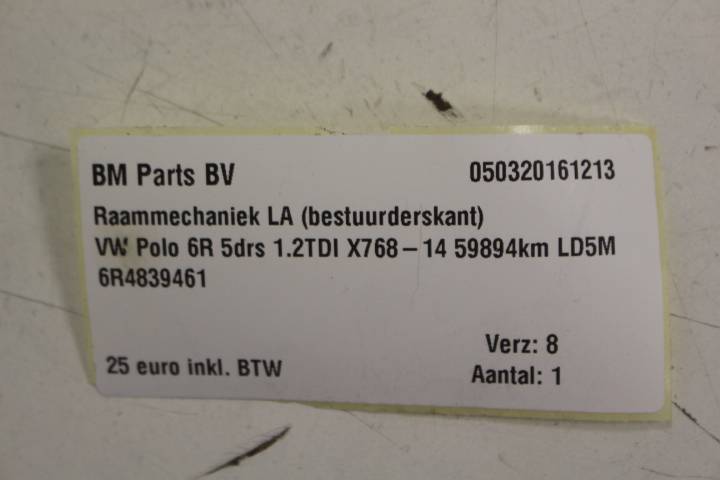 BM Parts BV 050320161213
Raammechaniek LA (bestuurderskant)
VW Polo 6R 5drs 1.2TDI X768-14 59894km LD5M
6R4839461
Verz: 8
25 euro inkl. BTW Aantal: 1